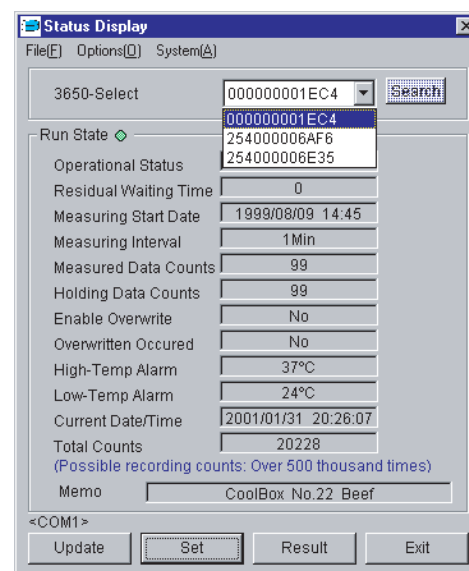 Status Display
File(F) Options(O) System(A)
3650-Select 000000001EC4 Search
000000001EC4
254000006AF6
254000006E35
Run State
Operational Status
Residual Waiting Time 0
Measuring Start Date 1999/08/09 14:45
Measuring Interval 1Min
Measured Data Counts 99
Holding Data Counts 99
Enable Overwrite No
Overwritten Occured No
High-Temp Alarm 37°C
Low-Temp Alarm 24°C
Current Date/Time 2001/01/31 20:26:07
Total Counts 20228
(Possible recording counts: Over 500 thousand times)
Memo CoolBox No.22 Beef
<COM1>
Update Set Result Exit